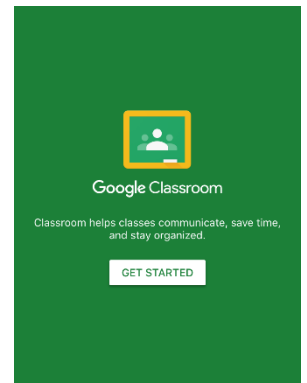 Google Classroom
Classroom helps classes communicate, save time,
and stay organized.
GET STARTED